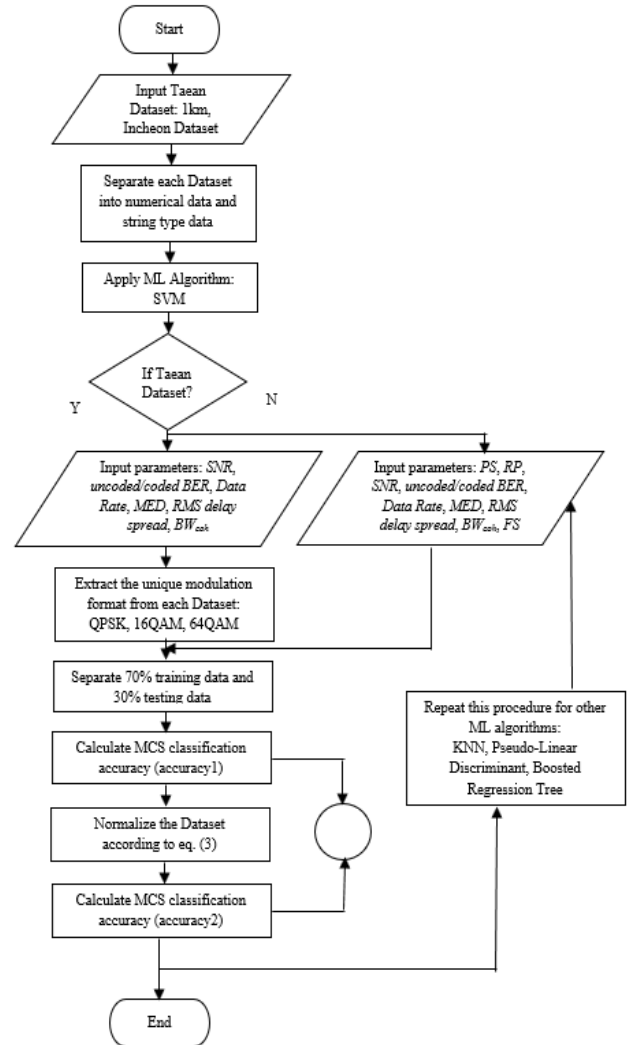 Start
Input Taean
Dataset: 1km,
Incheon Dataset
Separate each Dataset
into numerical data and
string type data
Apply ML Algorithm:
SVM
If Taean
Dataset?
Y
N
Input parameters: SNR,
uncoded/coded BER, Data
Rate, MED, RMS delay
spread, BWcoh
Input parameters: PS, RP,
SNR, uncoded/coded BER,
Data Rate, MED, RMS
delay spread, BWcoh, FS
Extract the unique modulation
format from each Dataset:
QPSK, 16QAM, 64QAM
Separate 70% training data and
30% testing data
Repeat this procedure for other
ML algorithms:
KNN, Pseudo-Linear
Discriminant, Boosted
Regression Tree
Calculate MCS classification
accuracy (accuracy1)
Normalize the Dataset
according to eq. (3)
Calculate MCS classification
accuracy (accuracy2)
End